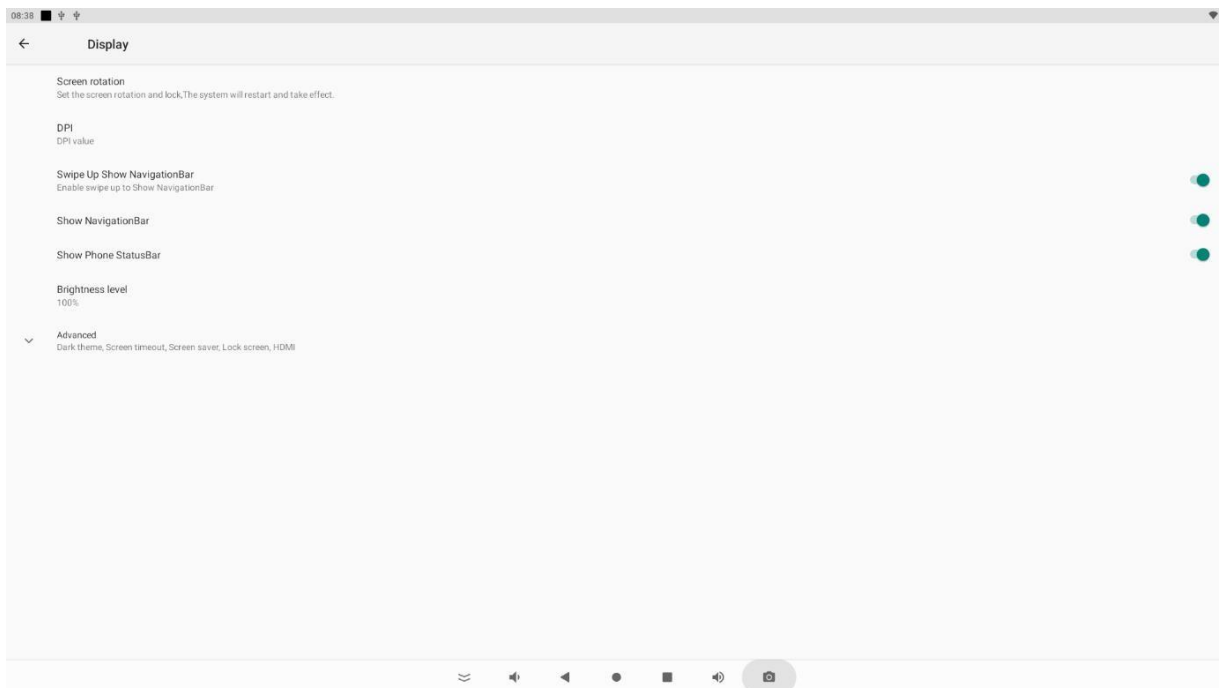 08:38
Display
Screen rotation
Set the screen rotation and lock,The system will restart and take effect.
DPI
DPI value
Swipe Up Show NavigationBar
Enable swipe up to Show NavigationBar
Show NavigationBar
Show Phone StatusBar
Brightness level
100%
Advanced
Dark theme, Screen timeout, Screen saver, Lock screen, HDMI